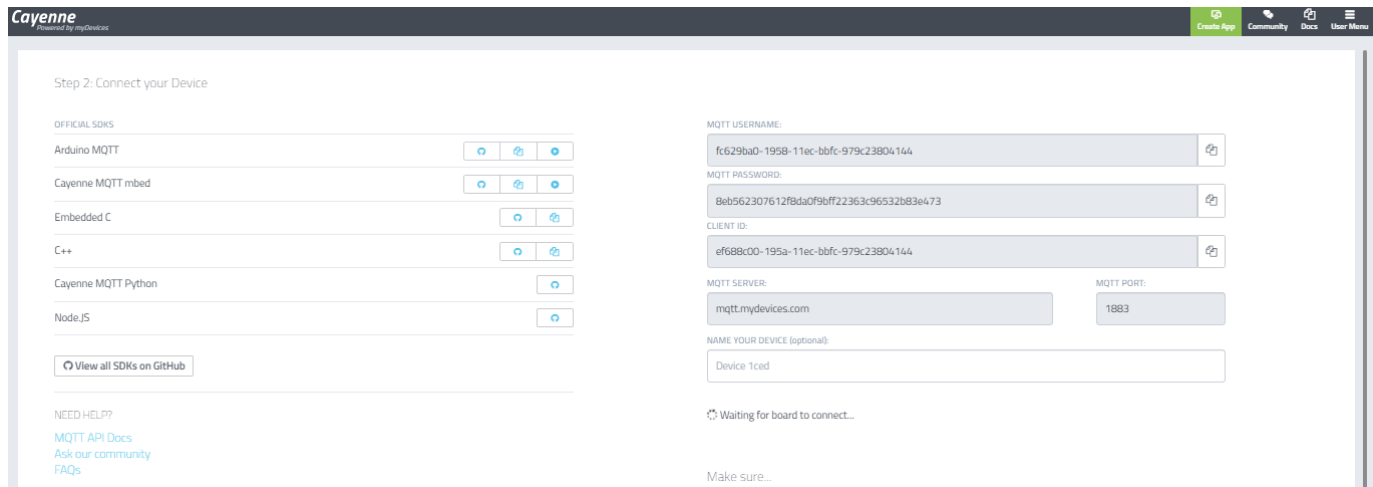 Cayenne
Powered by myDevices
Create App
Community
Docs
User Menu
Step 2: Connect your Device
OFFICIAL SDKS
Arduino MQTT
Cayenne MQTT mbed
Embedded C
C++
Cayenne MQTT Python
Node.JS
View all SDKs on GitHub
NEED HELP?
MQTT API Docs
Ask our community
FAQs
MQTT USERNAME:
fc629ba0-1958-11ec-bbfc-979c23804144
MQTT PASSWORD:
8eb562307612f8da0f9bff22363c96532b83e473
CLIENT ID:
ef688c00-195a-11ec-bbfc-979c23804144
MQTT SERVER:
mqtt.mydevices.com
MQTT PORT:
1883
NAME YOUR DEVICE (optional):
Device 1ced
Waiting for board to connect...
Make sure...